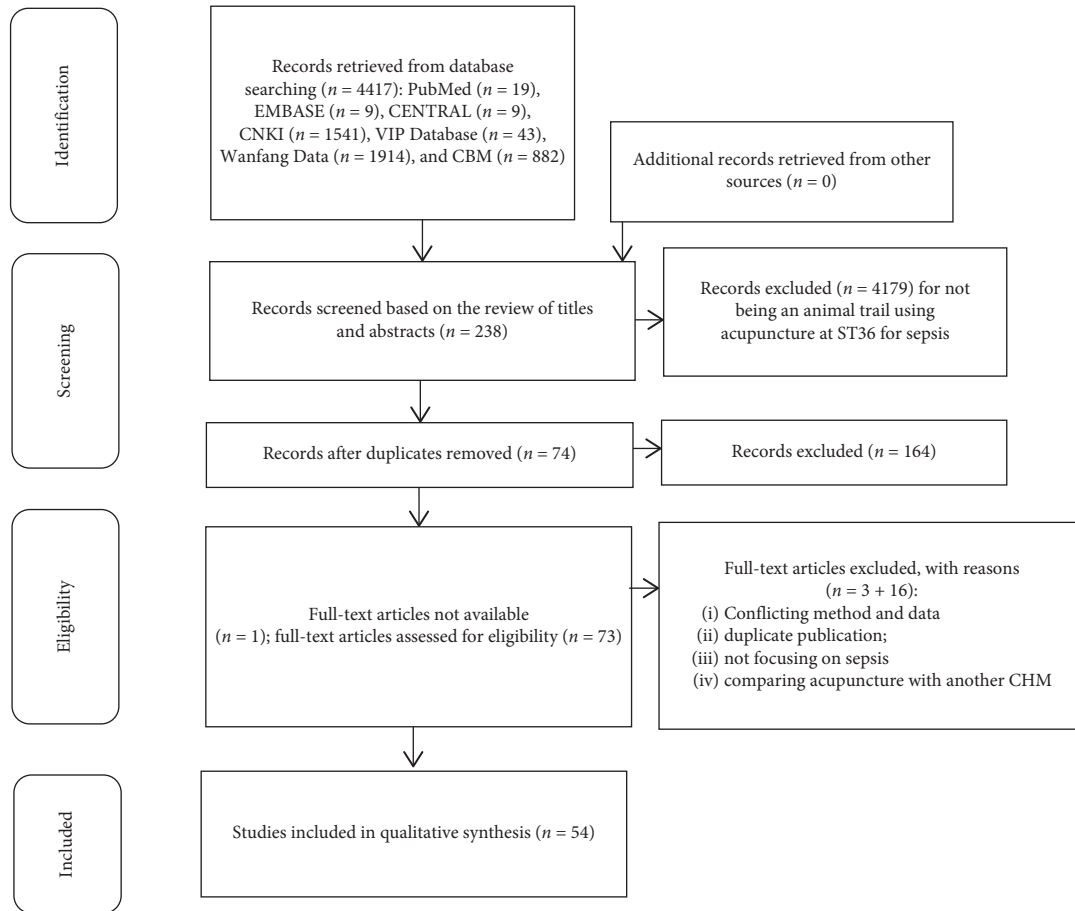 Identification
Records retrieved from database
searching (n = 4417): PubMed (n = 19),
EMBASE (n = 9), CENTRAL (n = 9),
CNKI (n = 1541), VIP Database (n = 43),
Wanfang Data (n = 1914), and CBM (n = 882)
Additional records retrieved from other
sources (n = 0)
Screening
Records screened based on the review of titles
and abstracts (n = 238)
Records excluded (n = 4179) for not
being an animal trail using
acupuncture at ST36 for sepsis
Records after duplicates removed (n = 74)
Records excluded (n = 164)
Eligibility
Full-text articles not available
(n = 1); full-text articles assessed for eligibility (n = 73)
Full-text articles excluded, with reasons
(n = 3 + 16):
(i) Conflicting method and data
(ii) duplicate publication;
(iii) not focusing on sepsis
(iv) comparing acupuncture with another CHM
Included
Studies included in qualitative synthesis (n = 54)